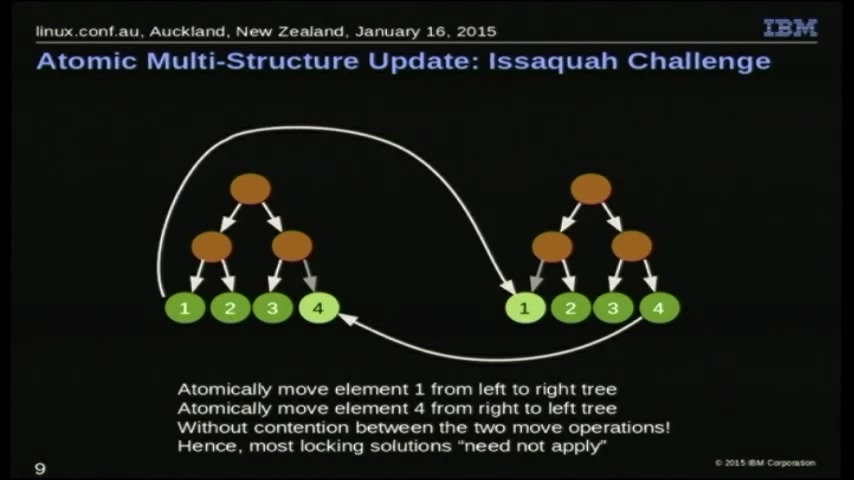 linux.conf.au, Auckland, New Zealand, January 16, 2015
IBM
Atomic Multi-Structure Update: Issaquah Challenge
1 2 3 4 1 2 3 4
Atomically move element 1 from left to right tree
Atomically move element 4 from right to left tree
Without contention between the two move operations!
Hence, most locking solutions “need not apply”
9
© 2015 IBM Corporation